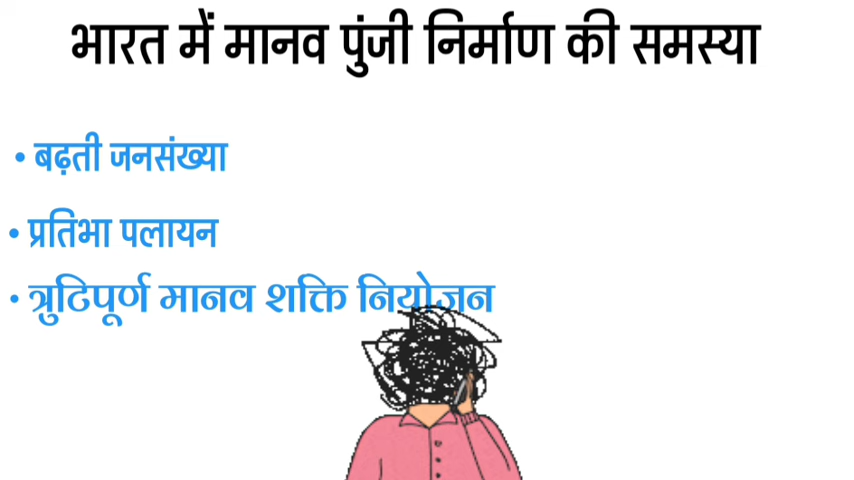 भारत में मानव पुंजी निर्माण की समस्या
• बढ़ती जनसंख्या
• प्रतिभा पलायन
• त्रुटिपूर्ण मानव शक्ति नियोजन